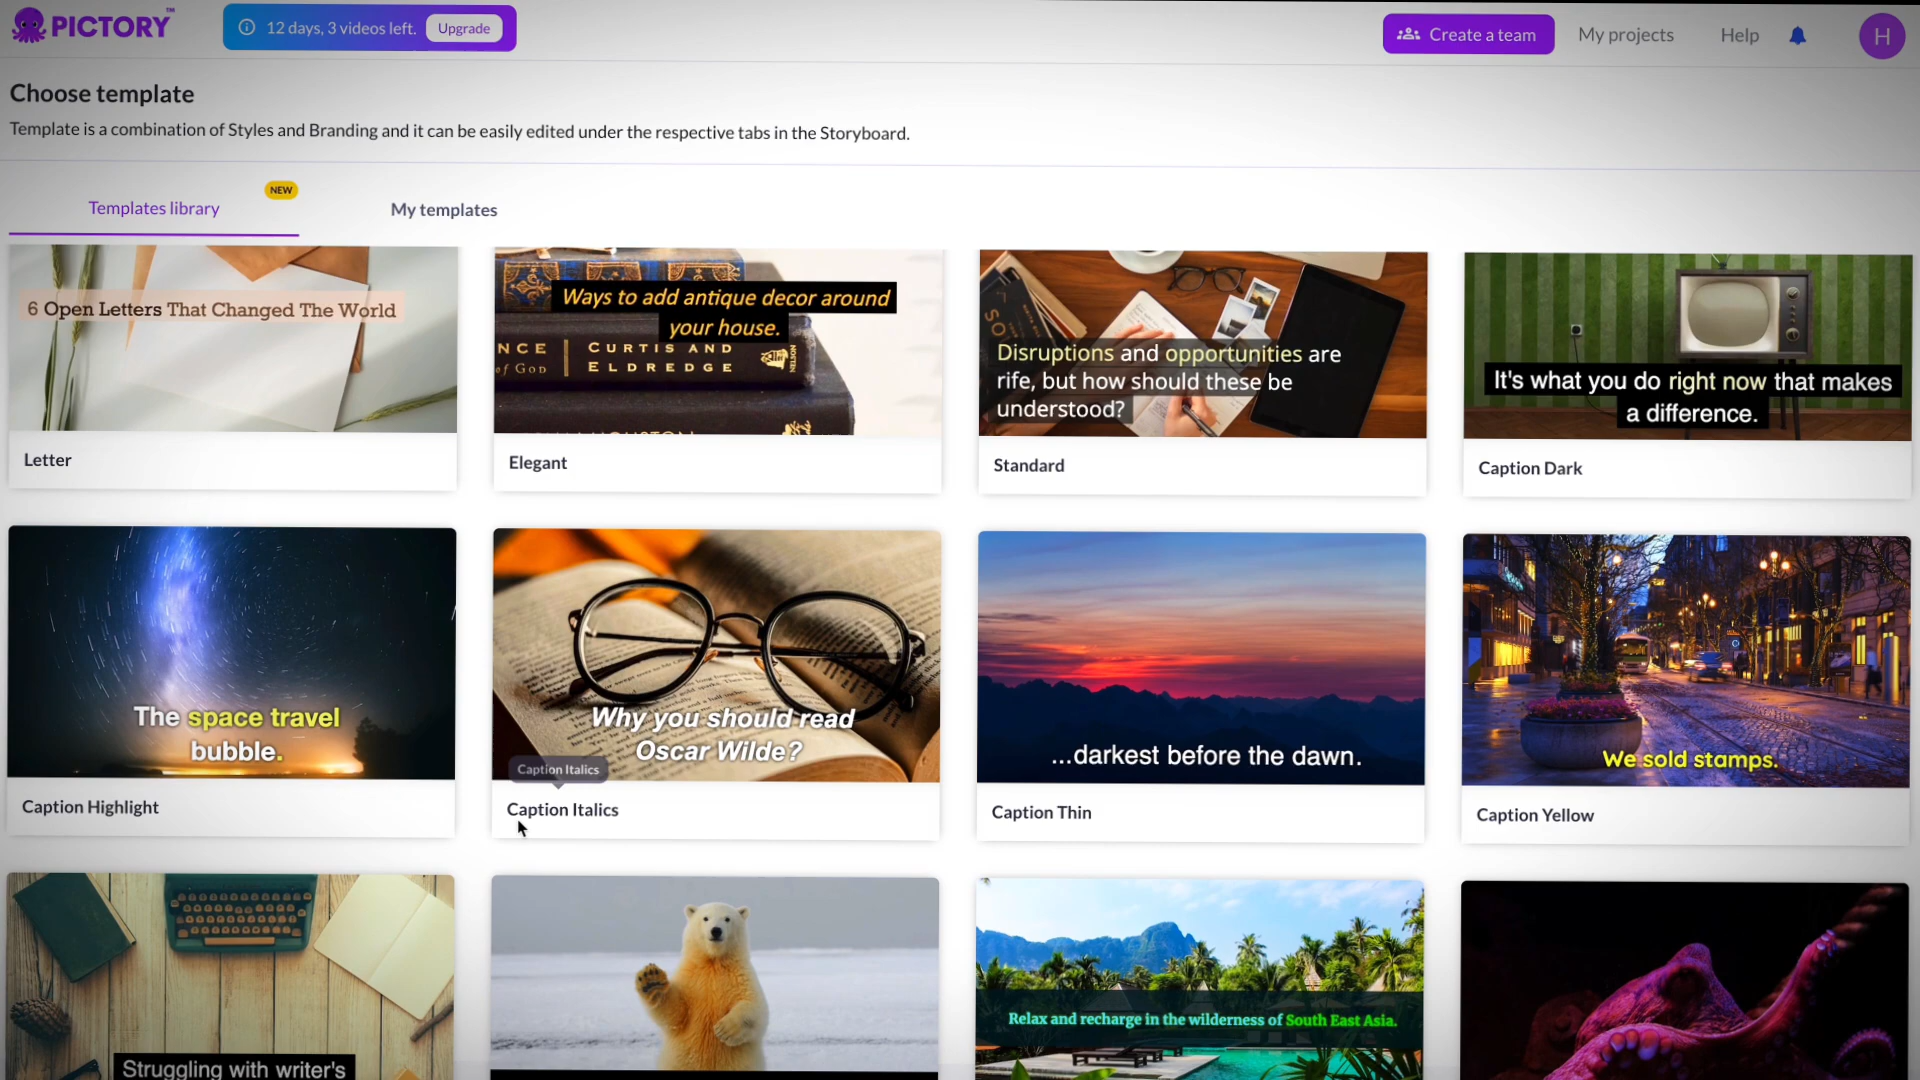 PICTORY™
12 days, 3 videos left.
Upgrade
Create a team
My projects
Help
H
Choose template
Template is a combination of Styles and Branding and it can be easily edited under the respective tabs in the Storyboard.
Templates library
NEW
My templates
6 Open Letters That Changed The World
Letter
Ways to add antique decor around
your house.
NCE
of God
CURTIS AND
ELDREDGE
Elegant
Disruptions and opportunities are
rife, but how should these be
understood?
Standard
It's what you do right now that makes
a difference.
Caption Dark
The space travel
bubble.
Caption Highlight
Why you should read
Oscar Wilde?
Caption Italics
Caption Italics
...darkest before the dawn.
Caption Thin
We sold stamps.
Caption Yellow
Struggling with writer's
Relax and recharge in the wilderness of South East Asia.